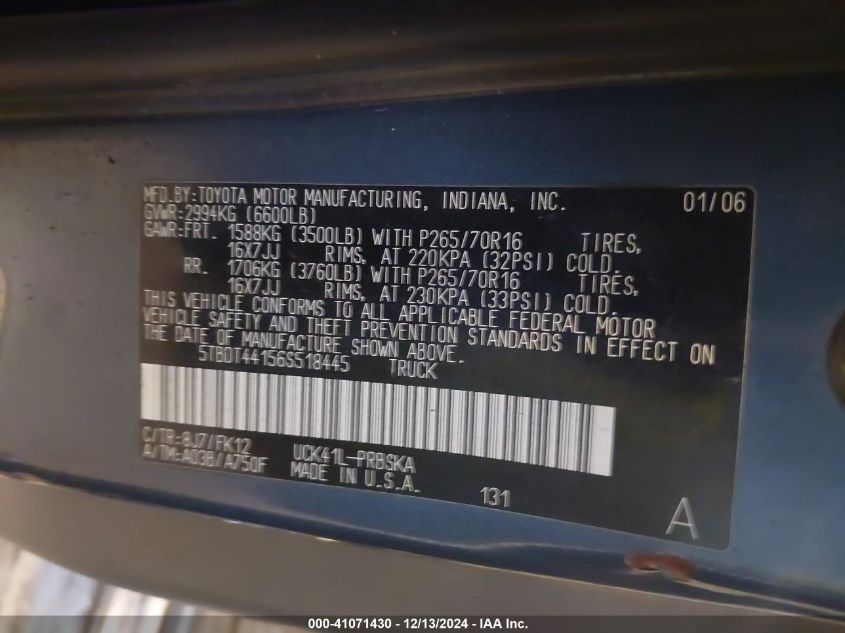 MFD.BY:TOYOTA MOTOR MANUFACTURING, INDIANA, INC. 01/06
GVWR:2994KG (6600LB)
GAWR:FRT. 1588KG (3500LB) WITH P265/70R16 TIRES,
16X7JJ RIMS, AT 220KPA (32PSI) COLD.
RR. 1706KG (3760LB) WITH P265/70R16 TIRES,
16X7JJ RIMS, AT 230KPA (33PSI) COLD.
THIS VEHICLE CONFORMS TO ALL APPLICABLE FEDERAL MOTOR
VEHICLE SAFETY AND THEFT PREVENTION STANDARDS IN EFFECT ON
THE DATE OF MANUFACTURE SHOWN ABOVE.
5TBDT44156S518445 TRUCK
C/TR:8J7/FK12 UCK41L-PRBSKA
A/TM:A03B/A750F MADE IN U.S.A. 131
A
000-41071430 - 12/13/2024 - IAA Inc.